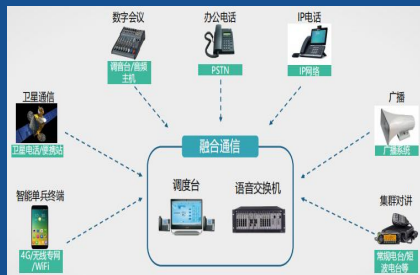 数字会议
调音台/音频
主机
办公电话
PSTN
IP电话
IP网络
卫星通信
卫星电话/便携站
广播
广播系统
融合通信
调度台
语音交换机
智能单兵终端
4G/无线专网
/WiFi
集群对讲
常规电台/短
波电台等